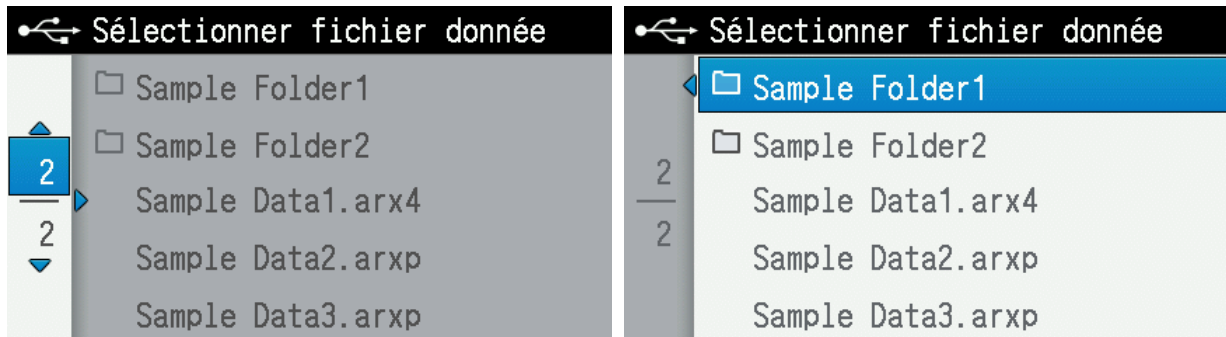 Sélectionner fichier donnée
Sample Folder1
Sample Folder2
Sample Data1.arx4
Sample Data2.arxp
Sample Data3.arxp
2
2
Sélectionner fichier donnée
Sample Folder1
Sample Folder2
Sample Data1.arx4
Sample Data2.arxp
Sample Data3.arxp
2
2